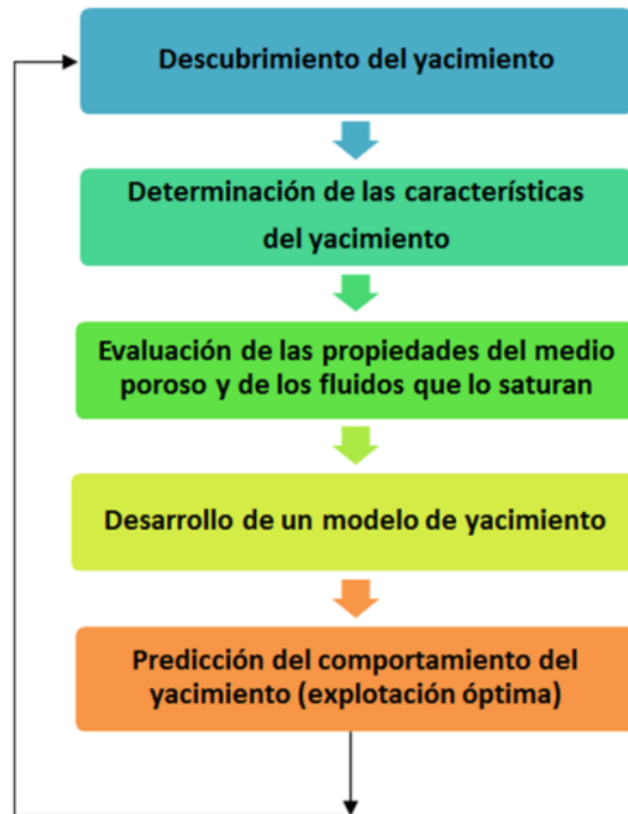 Descubrimiento del yacimiento
Determinación de las características
del yacimiento
Evaluación de las propiedades del medio
poroso y de los fluidos que lo saturan
Desarrollo de un modelo de yacimiento
Predicción del comportamiento del
yacimiento (explotación óptima)